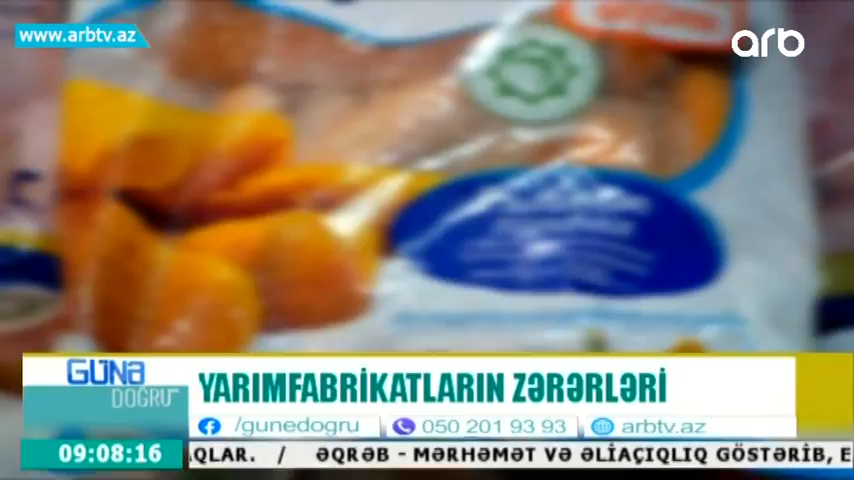 www.arbtv.az
arb
GÜNƏ
DOĞRU
YARIMFABRİKATLARIN ZƏRƏRLƏRİ
/gunedogru
050 201 93 93
arbtv.az
09:08:16
QLAR. / ƏQRƏB - MƏRHƏMƏT VƏ ƏLİAÇIQLIQ GÖSTƏRİB, E